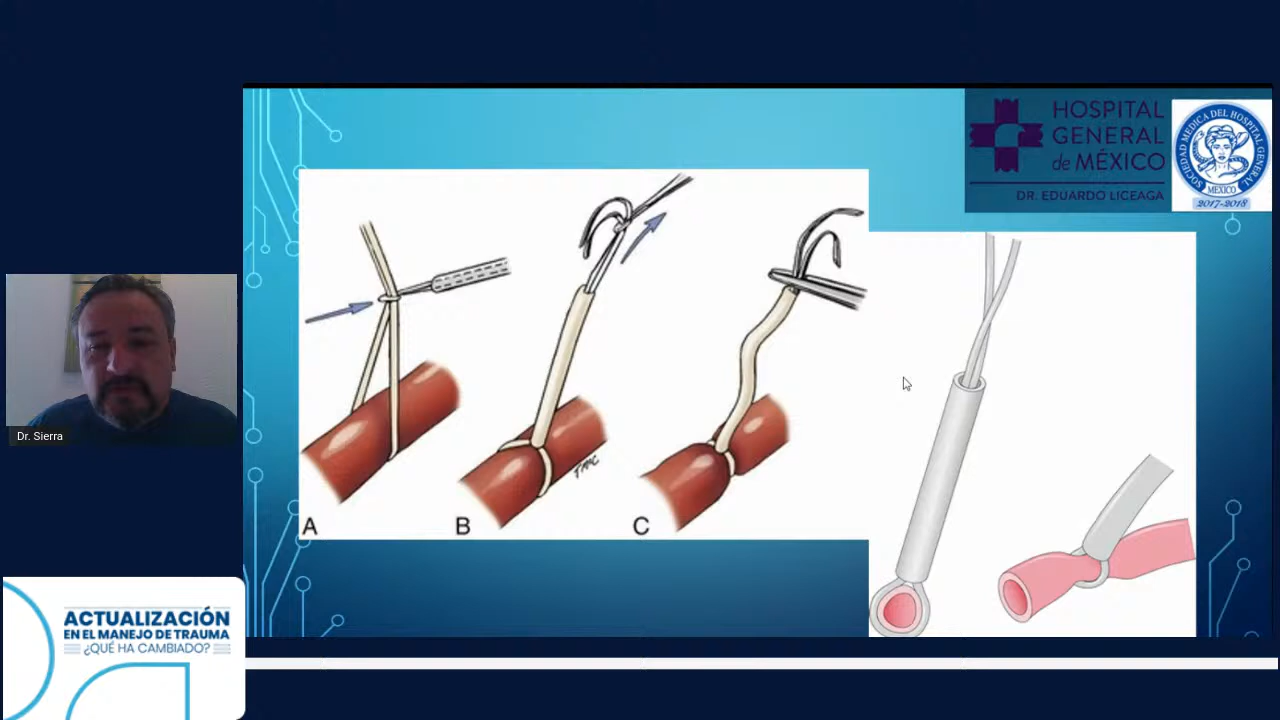 HOSPITAL
GENERAL
de MÉXICO
DR. EDUARDO LICEAGA
SOCIEDAD MEDICA DEL HOSPITAL GENERAL
MEXICO
2017-2018
A
B
C
Dr. Sierra
ACTUALIZACIÓN
EN EL MANEJO DE TRAUMA
¿QUÉ HA CAMBIADO?